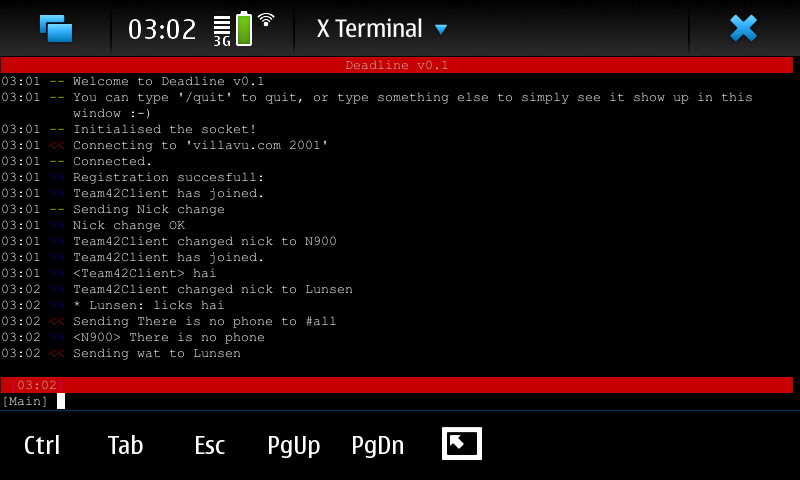 03:02 3G X Terminal
Deadline v0.1
03:01 -- Welcome to Deadline v0.1
03:01 -- You can type '/quit' to quit, or type something else to simply see it show up in this
window :-)
03:01 -- Initialised the socket!
03:01 << Connecting to 'villavu.com 2001'
03:01 -- Connected.
03:01 >> Registration succesfull:
03:01 >> Team42Client has joined.
03:01 -- Sending Nick change
03:01 >> Nick change OK
03:01 >> Team42Client changed nick to N900
03:01 >> Team42Client has joined.
03:01 >> <Team42Client> hai
03:02 >> Team42Client changed nick to Lunsen
03:02 >> * Lunsen: licks hai
03:02 << Sending There is no phone to #all
03:02 >> <N900> There is no phone
03:02 << Sending wat to Lunsen
[03:02]
[Main]
Ctrl Tab Esc PgUp PgDn